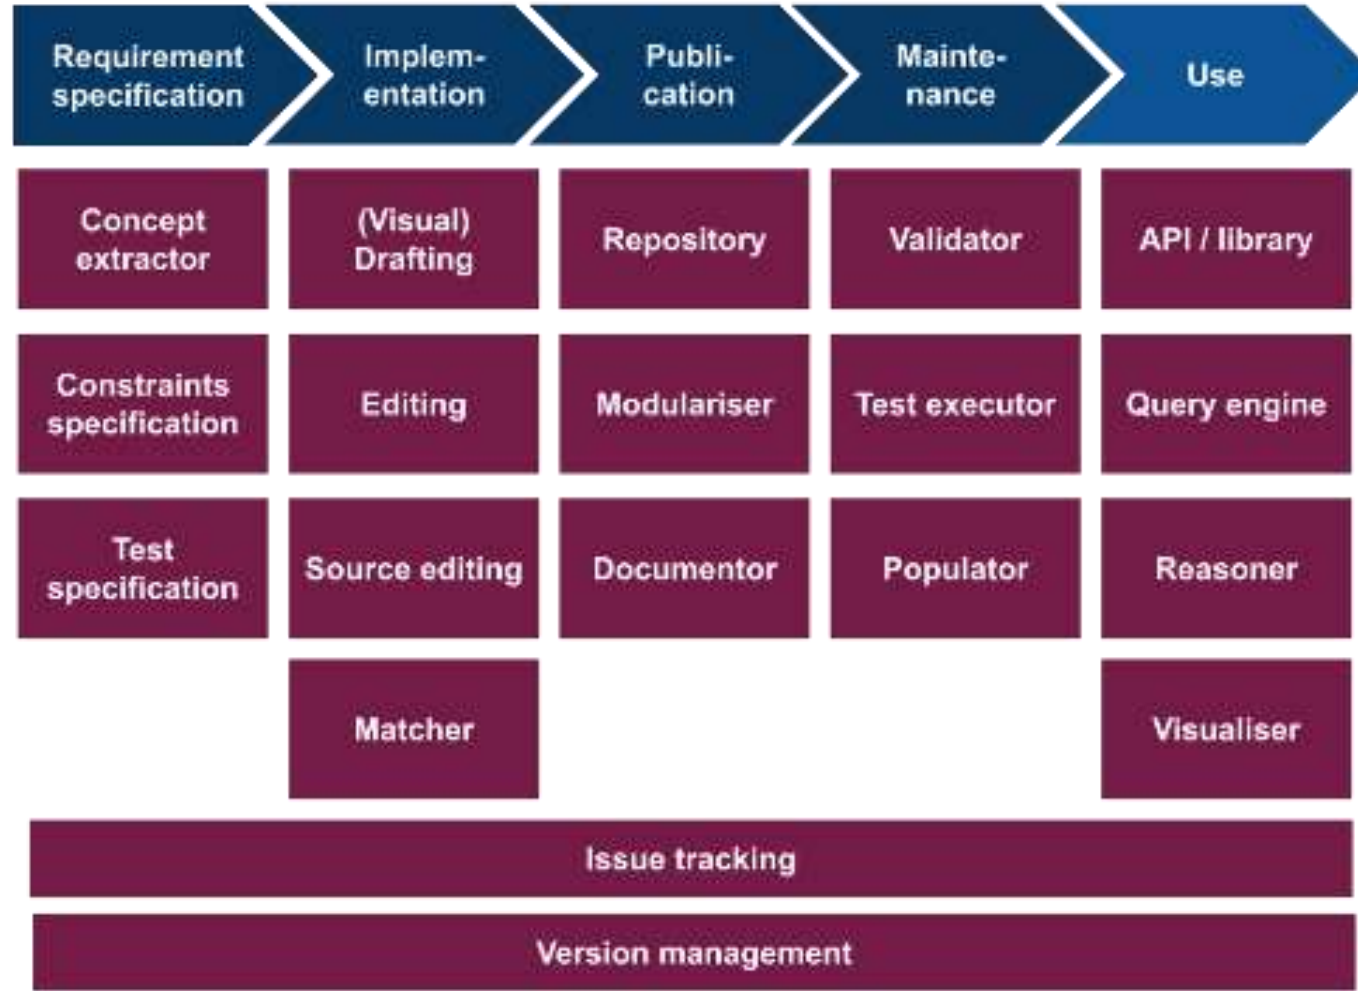 Requirement
specification
Implem-
entation
Publi-
cation
Mainte-
nance
Use
Concept
extractor
(Visual)
Drafting
Repository
Validator
API / library
Constraints
specification
Editing
Modulariser
Test executor
Query engine
Test
specification
Source editing
Documentor
Populator
Reasoner
Matcher
Visualiser
Issue tracking
Version management